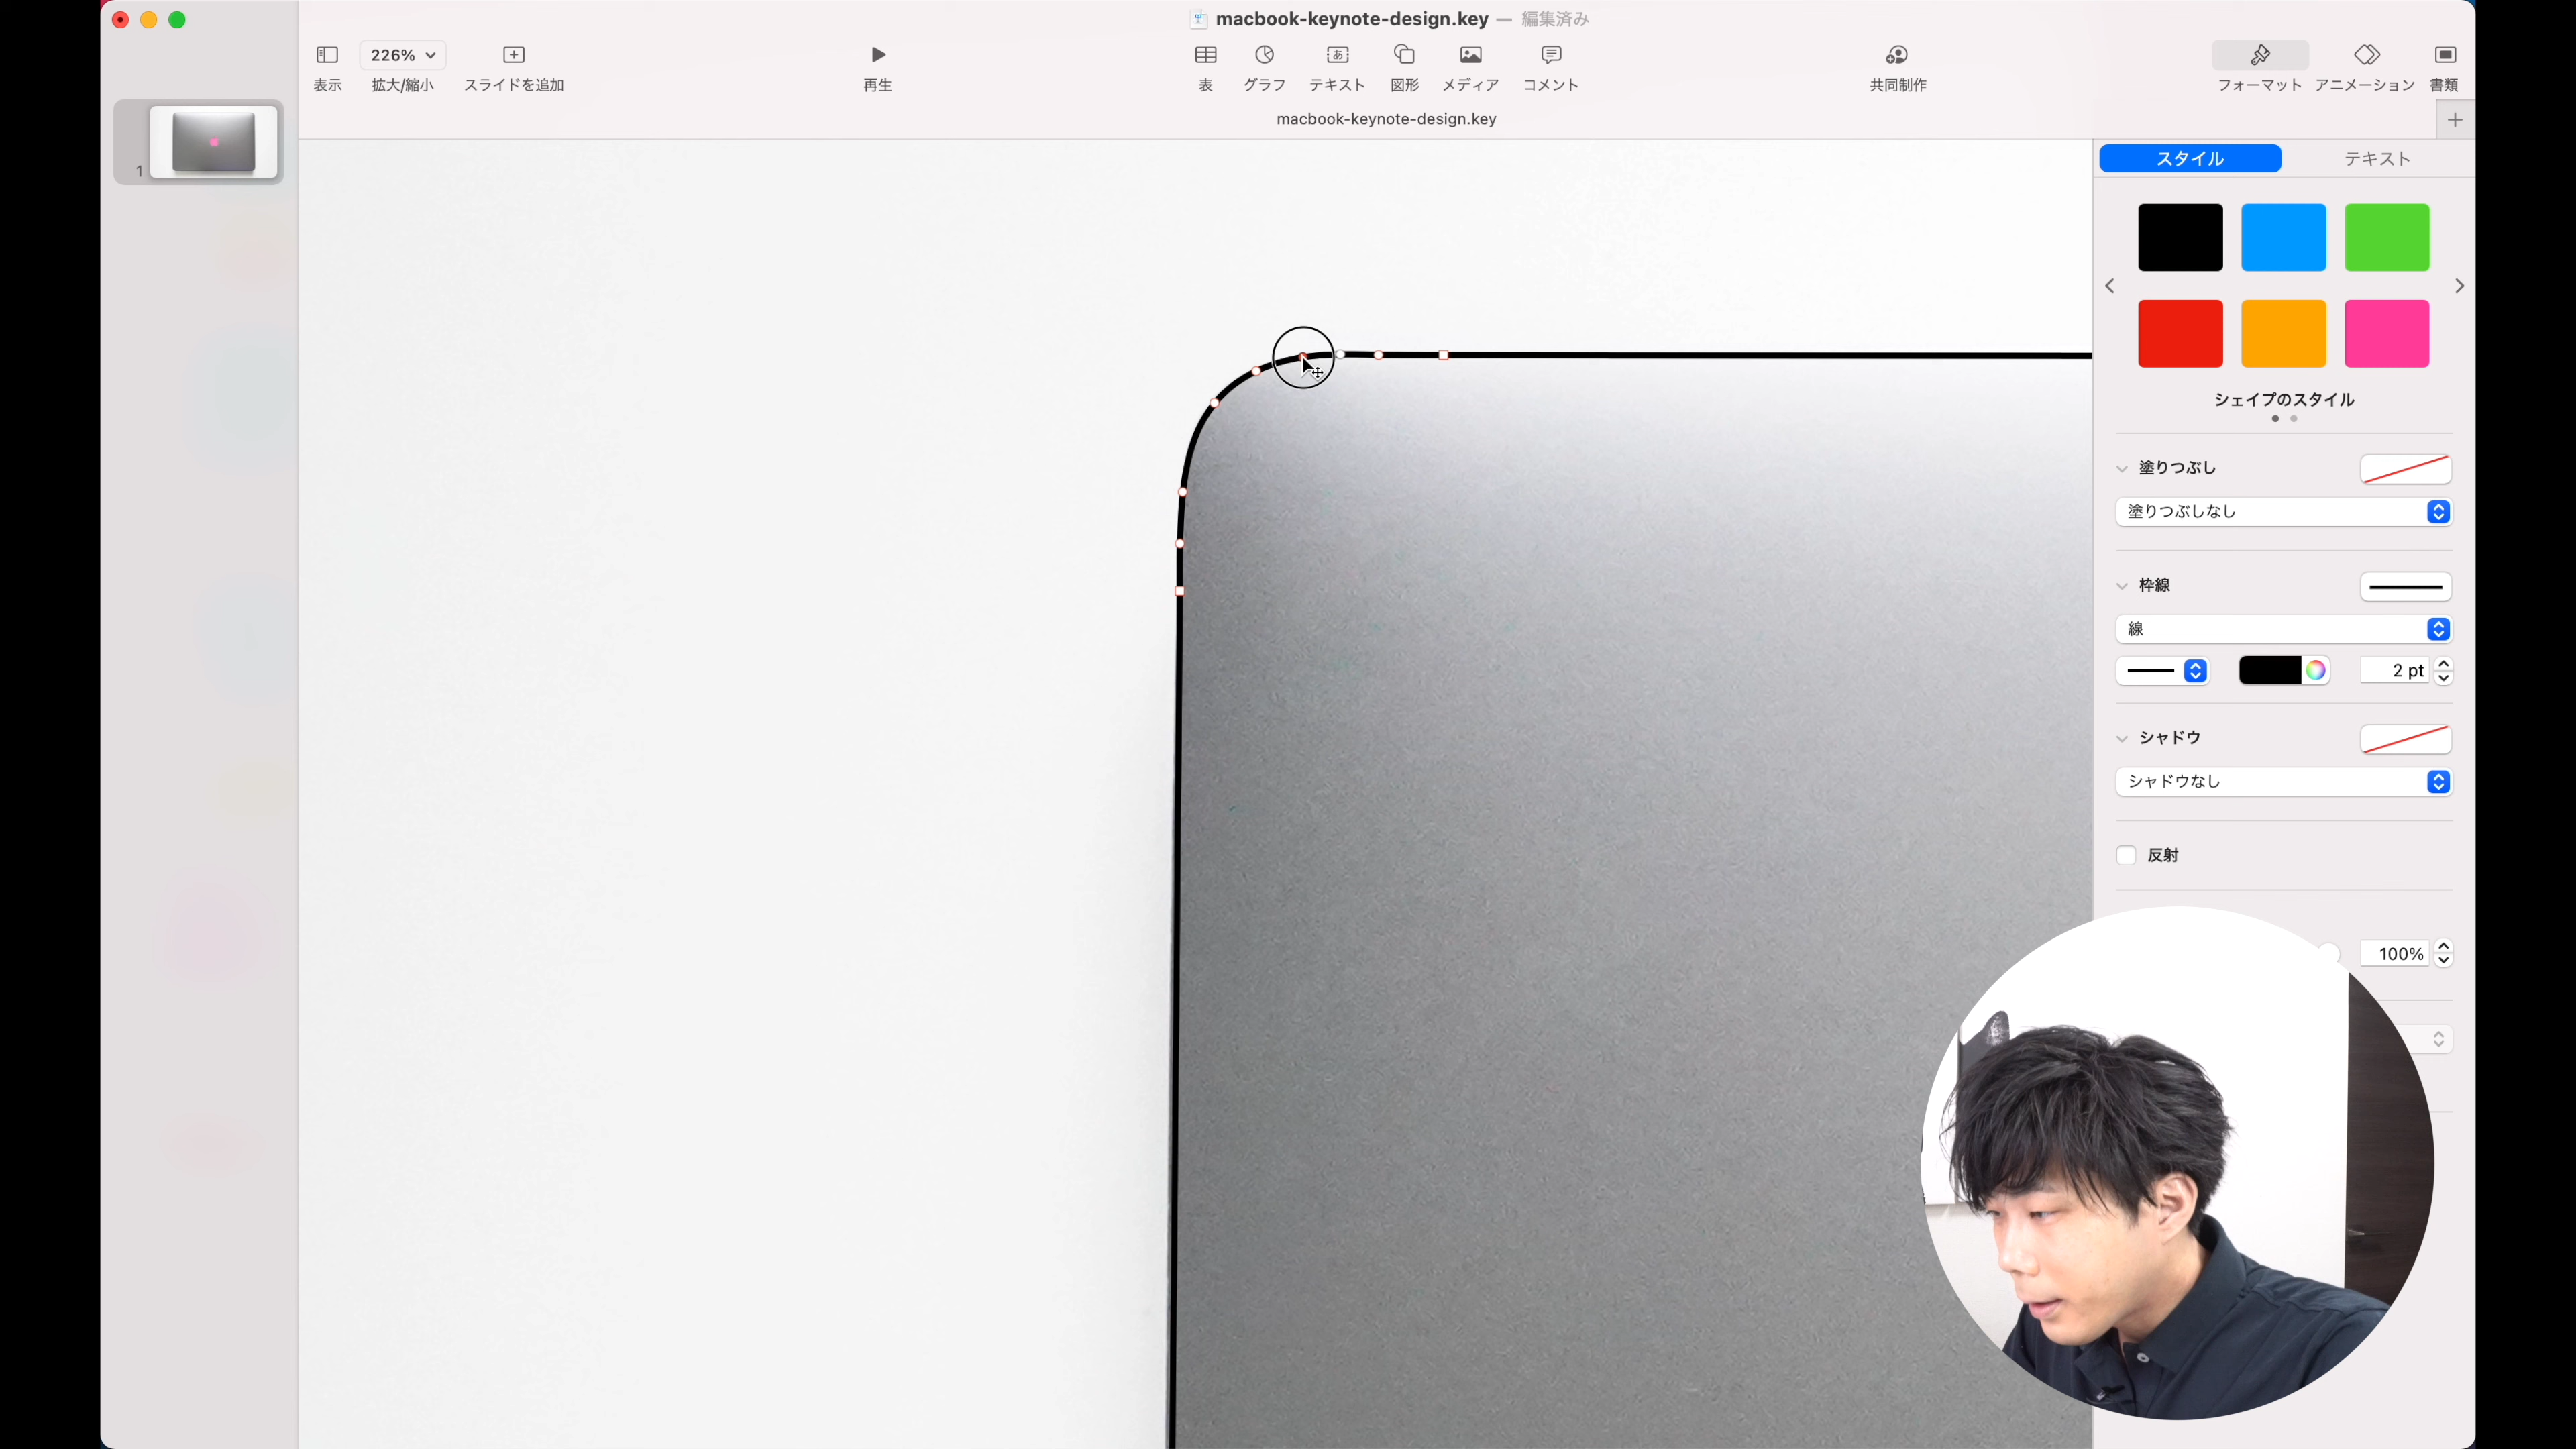 macbook-keynote-design.key — 編集済み
226%
表示
拡大/縮小
スライドを追加
再生
表
グラフ
あ
テキスト
図形
メディア
コメント
共同制作
フォーマット
アニメーション
書類
macbook-keynote-design.key
1
スタイル
テキスト
シェイプのスタイル
塗りつぶし
塗りつぶしなし
枠線
線
2 pt
シャドウ
シャドウなし
反射
100%